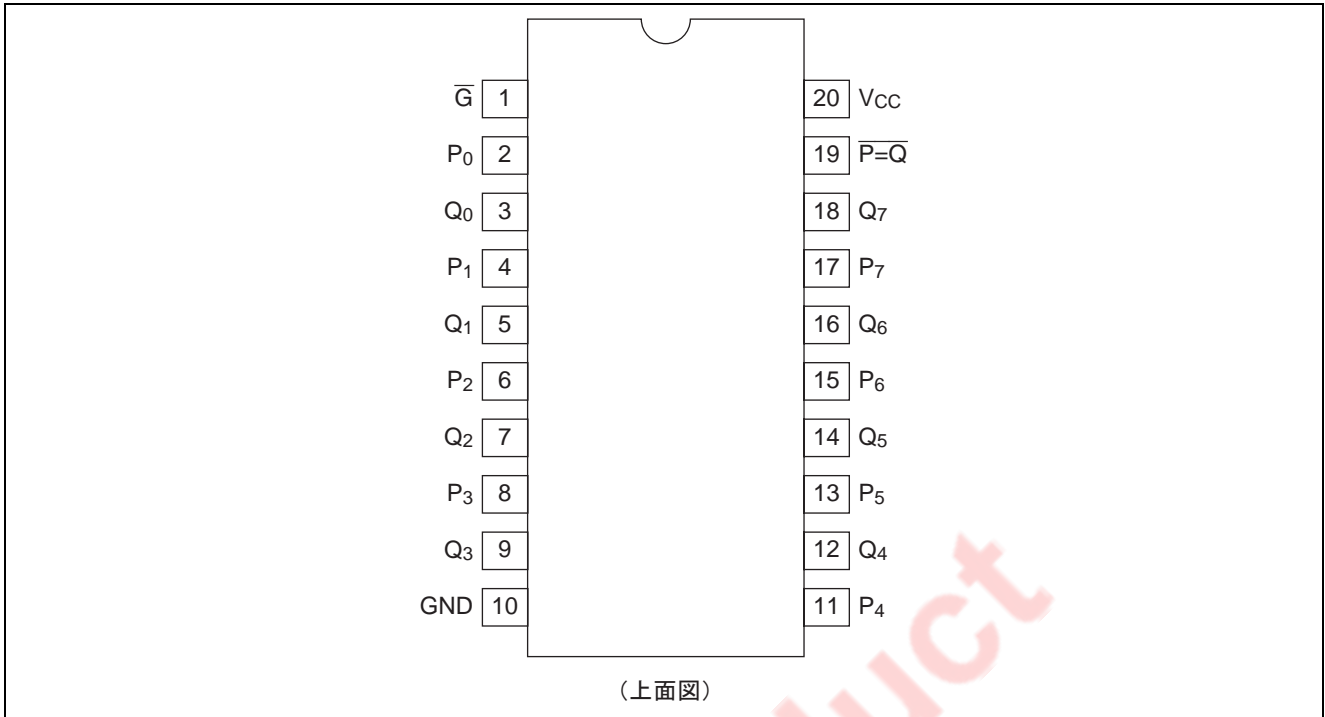 G̅ 1 20 VCC
P0 2 19 P=Q̅
Q0 3 18 Q7
P1 4 17 P7
Q1 5 16 Q6
P2 6 15 P6
Q2 7 14 Q5
P3 8 13 P5
Q3 9 12 Q4
GND 10 11 P4
(上面図)